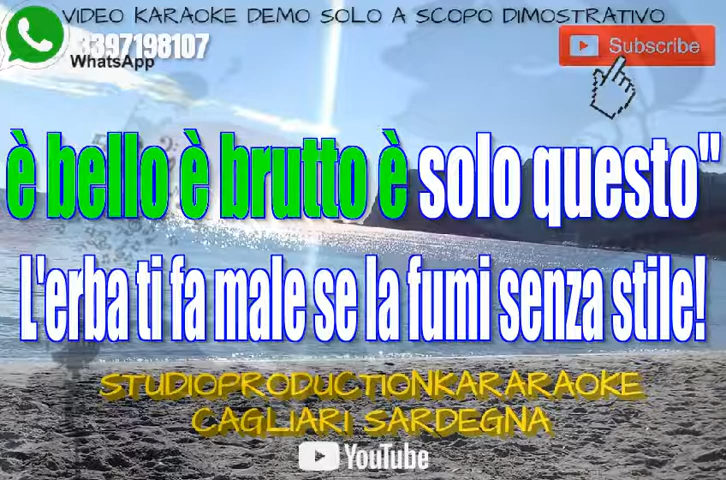 VIDEO KARAOKE DEMO SOLO A SCOPO DIMOSTRATIVO
3397198107
WhatsApp
Subscribe
è bello è brutto è solo questo"
L'erba ti fa male se la fumi senza stile!
STUDIOPRODUCTIONKARARAOKE
CAGLIARI SARDEGNA
YouTube